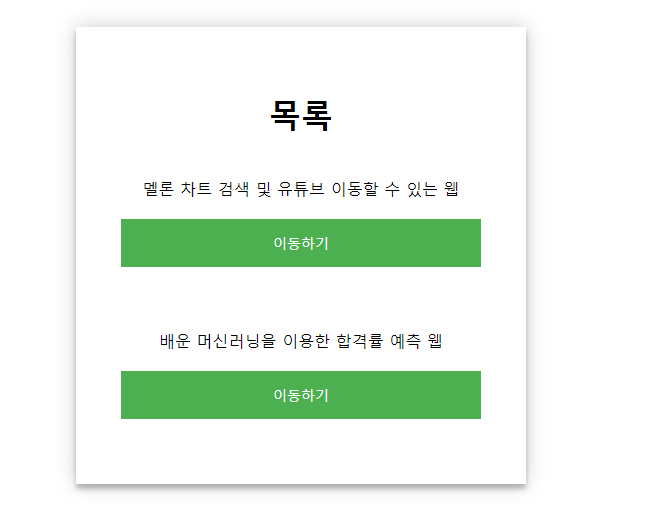 목록
멜론 차트 검색 및 유튜브 이동할 수 있는 웹
이동하기
배운 머신러닝을 이용한 합격률 예측 웹
이동하기